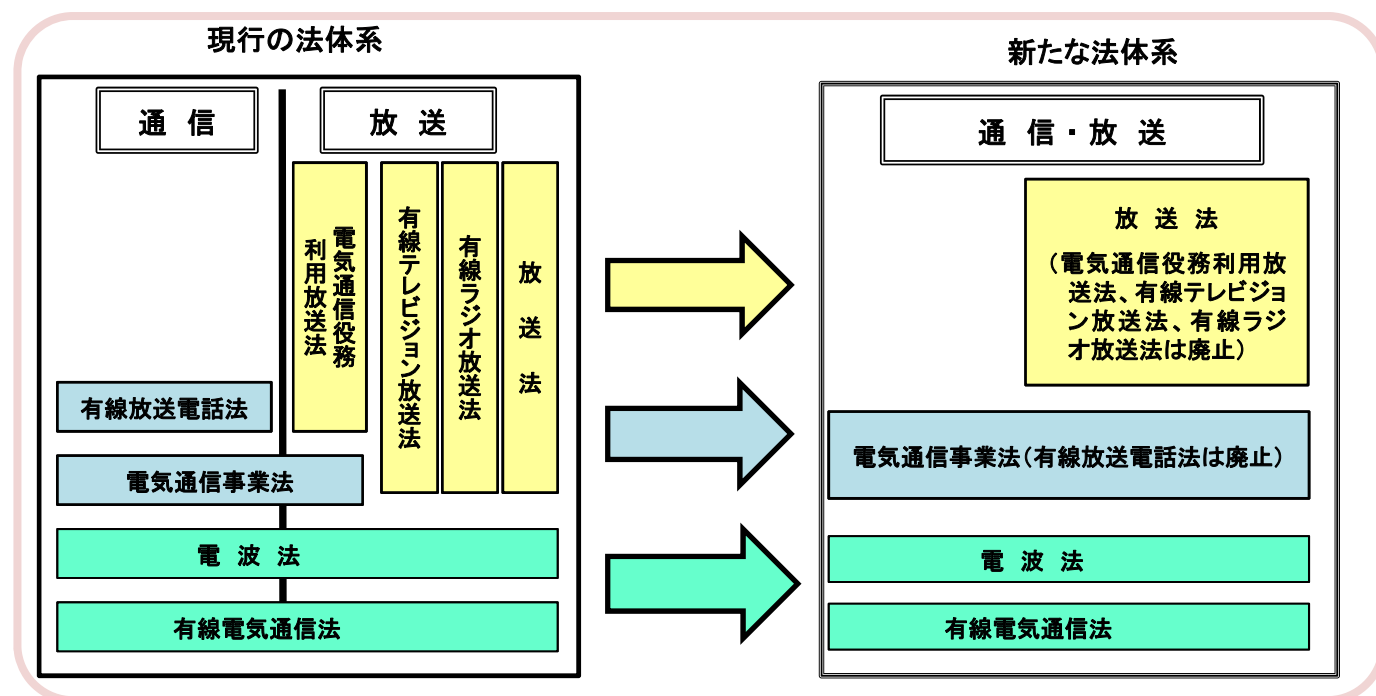 現行の法体系
通 信
放 送
電気通信役務
利用放送法
有線テレビジョン放送法
有線ラジオ放送法
放 送 法
有線放送電話法
電気通信事業法
電 波 法
有線電気通信法
新たな法体系
通 信・放 送
放 送 法
（電気通信役務利用放
送法、有線テレビジョ
ン放送法、有線ラジ
オ放送法は廃止）
電気通信事業法（有線放送電話法は廃止）
電 波 法
有線電気通信法